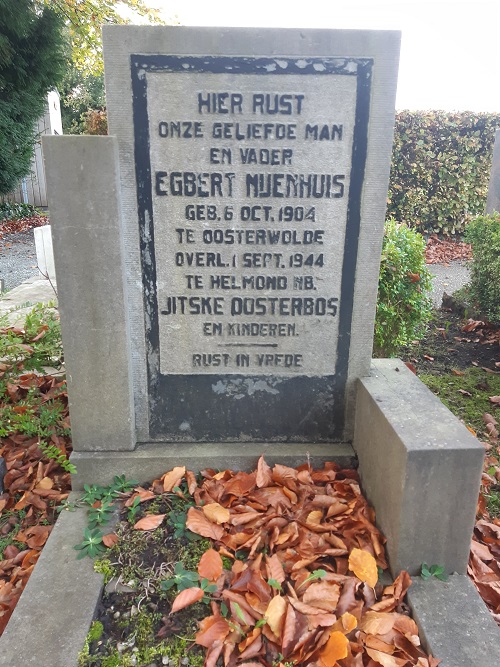 HIER RUST
ONZE GELIEFDE MAN
EN VADER
EGBERT NIJENHUIS
GEB. 6 OCT. 1904
TE OOSTERWOLDE
OVERL. 1 SEPT. 1944
TE HELMOND NB.
JITSKE OOSTERBOS
EN KINDEREN.
RUST IN VREDE